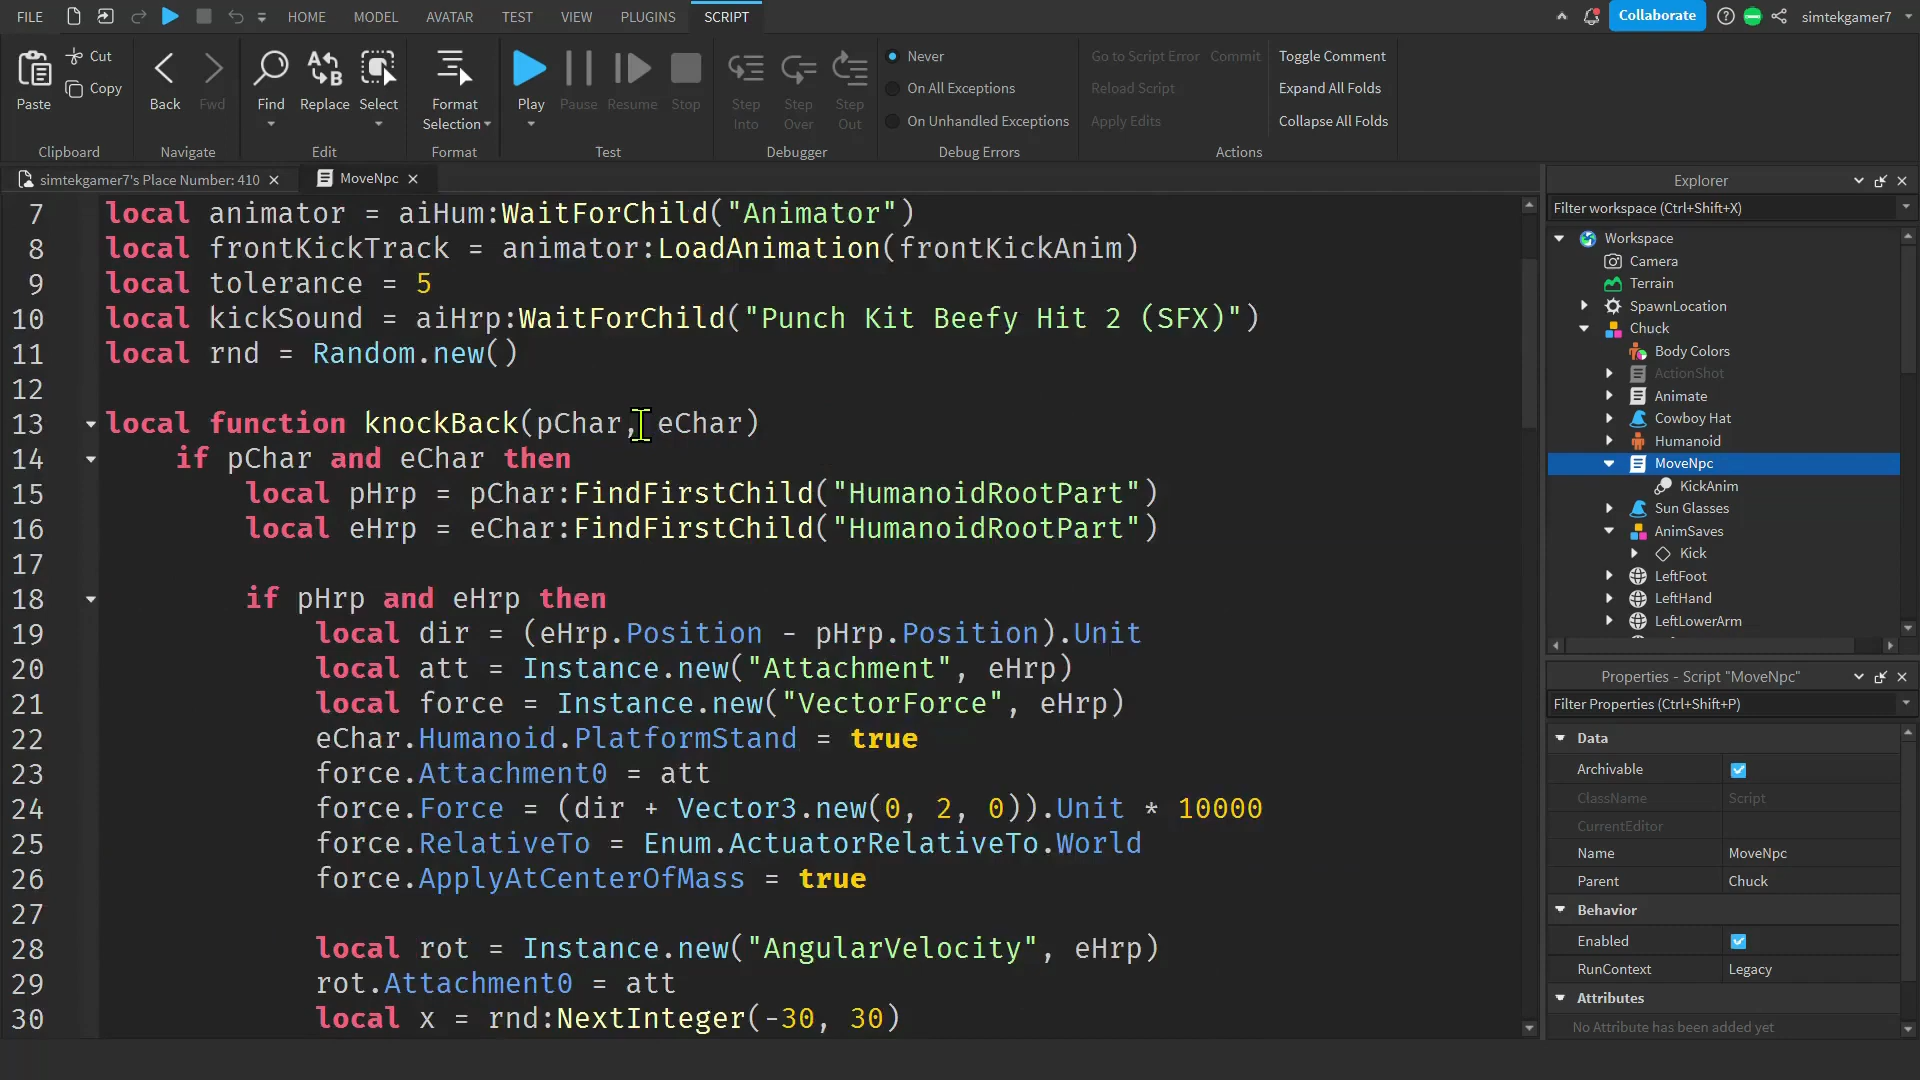 FILE HOME MODEL AVATAR TEST VIEW PLUGINS SCRIPT Collaborate simtekgamer7
Paste Cut Copy Back Fwd Find Replace Select Format Selection Play Pause Resume Stop Step Into Step Over Step Out
Never
On All Exceptions
On Unhandled Exceptions
Go to Script Error Commit
Reload Script
Apply Edits
Toggle Comment
Expand All Folds
Collapse All Folds
Clipboard Navigate Edit Format Test Debugger Debug Errors Actions
simtekgamer7's Place Number: 410 MoveNpc
7 local animator = aiHum:WaitForChild("Animator")
8 local frontKickTrack = animator:LoadAnimation(frontKickAnim)
9 local tolerance = 5
10 local kickSound = aiHrp:WaitForChild("Punch Kit Beefy Hit 2 (SFX)")
11 local rnd = Random.new()
12
13 local function knockBack(pChar, eChar)
14 if pChar and eChar then
15 local pHrp = pChar:FindFirstChild("HumanoidRootPart")
16 local eHrp = eChar:FindFirstChild("HumanoidRootPart")
17
18 if pHrp and eHrp then
19 local dir = (eHrp.Position - pHrp.Position).Unit
20 local att = Instance.new("Attachment", eHrp)
21 local force = Instance.new("VectorForce", eHrp)
22 eChar.Humanoid.PlatformStand = true
23 force.Attachment0 = att
24 force.Force = (dir + Vector3.new(0, 2, 0)).Unit * 10000
25 force.RelativeTo = Enum.ActuatorRelativeTo.World
26 force.ApplyAtCenterOfMass = true
27
28 local rot = Instance.new("AngularVelocity", eHrp)
29 rot.Attachment0 = att
30 local x = rnd:NextInteger(-30, 30)
Explorer
Filter workspace (Ctrl+Shift+X)
Workspace
Camera
Terrain
SpawnLocation
Chuck
Body Colors
ActionShot
Animate
Cowboy Hat
Humanoid
MoveNpc
KickAnim
Sun Glasses
AnimSaves
Kick
LeftFoot
LeftHand
LeftLowerArm
Properties - Script "MoveNpc"
Filter Properties (Ctrl+Shift+P)
Data
Archivable
ClassName Script
CurrentEditor
Name MoveNpc
Parent Chuck
Behavior
Enabled
RunContext Legacy
Attributes
No Attribute has been added yet